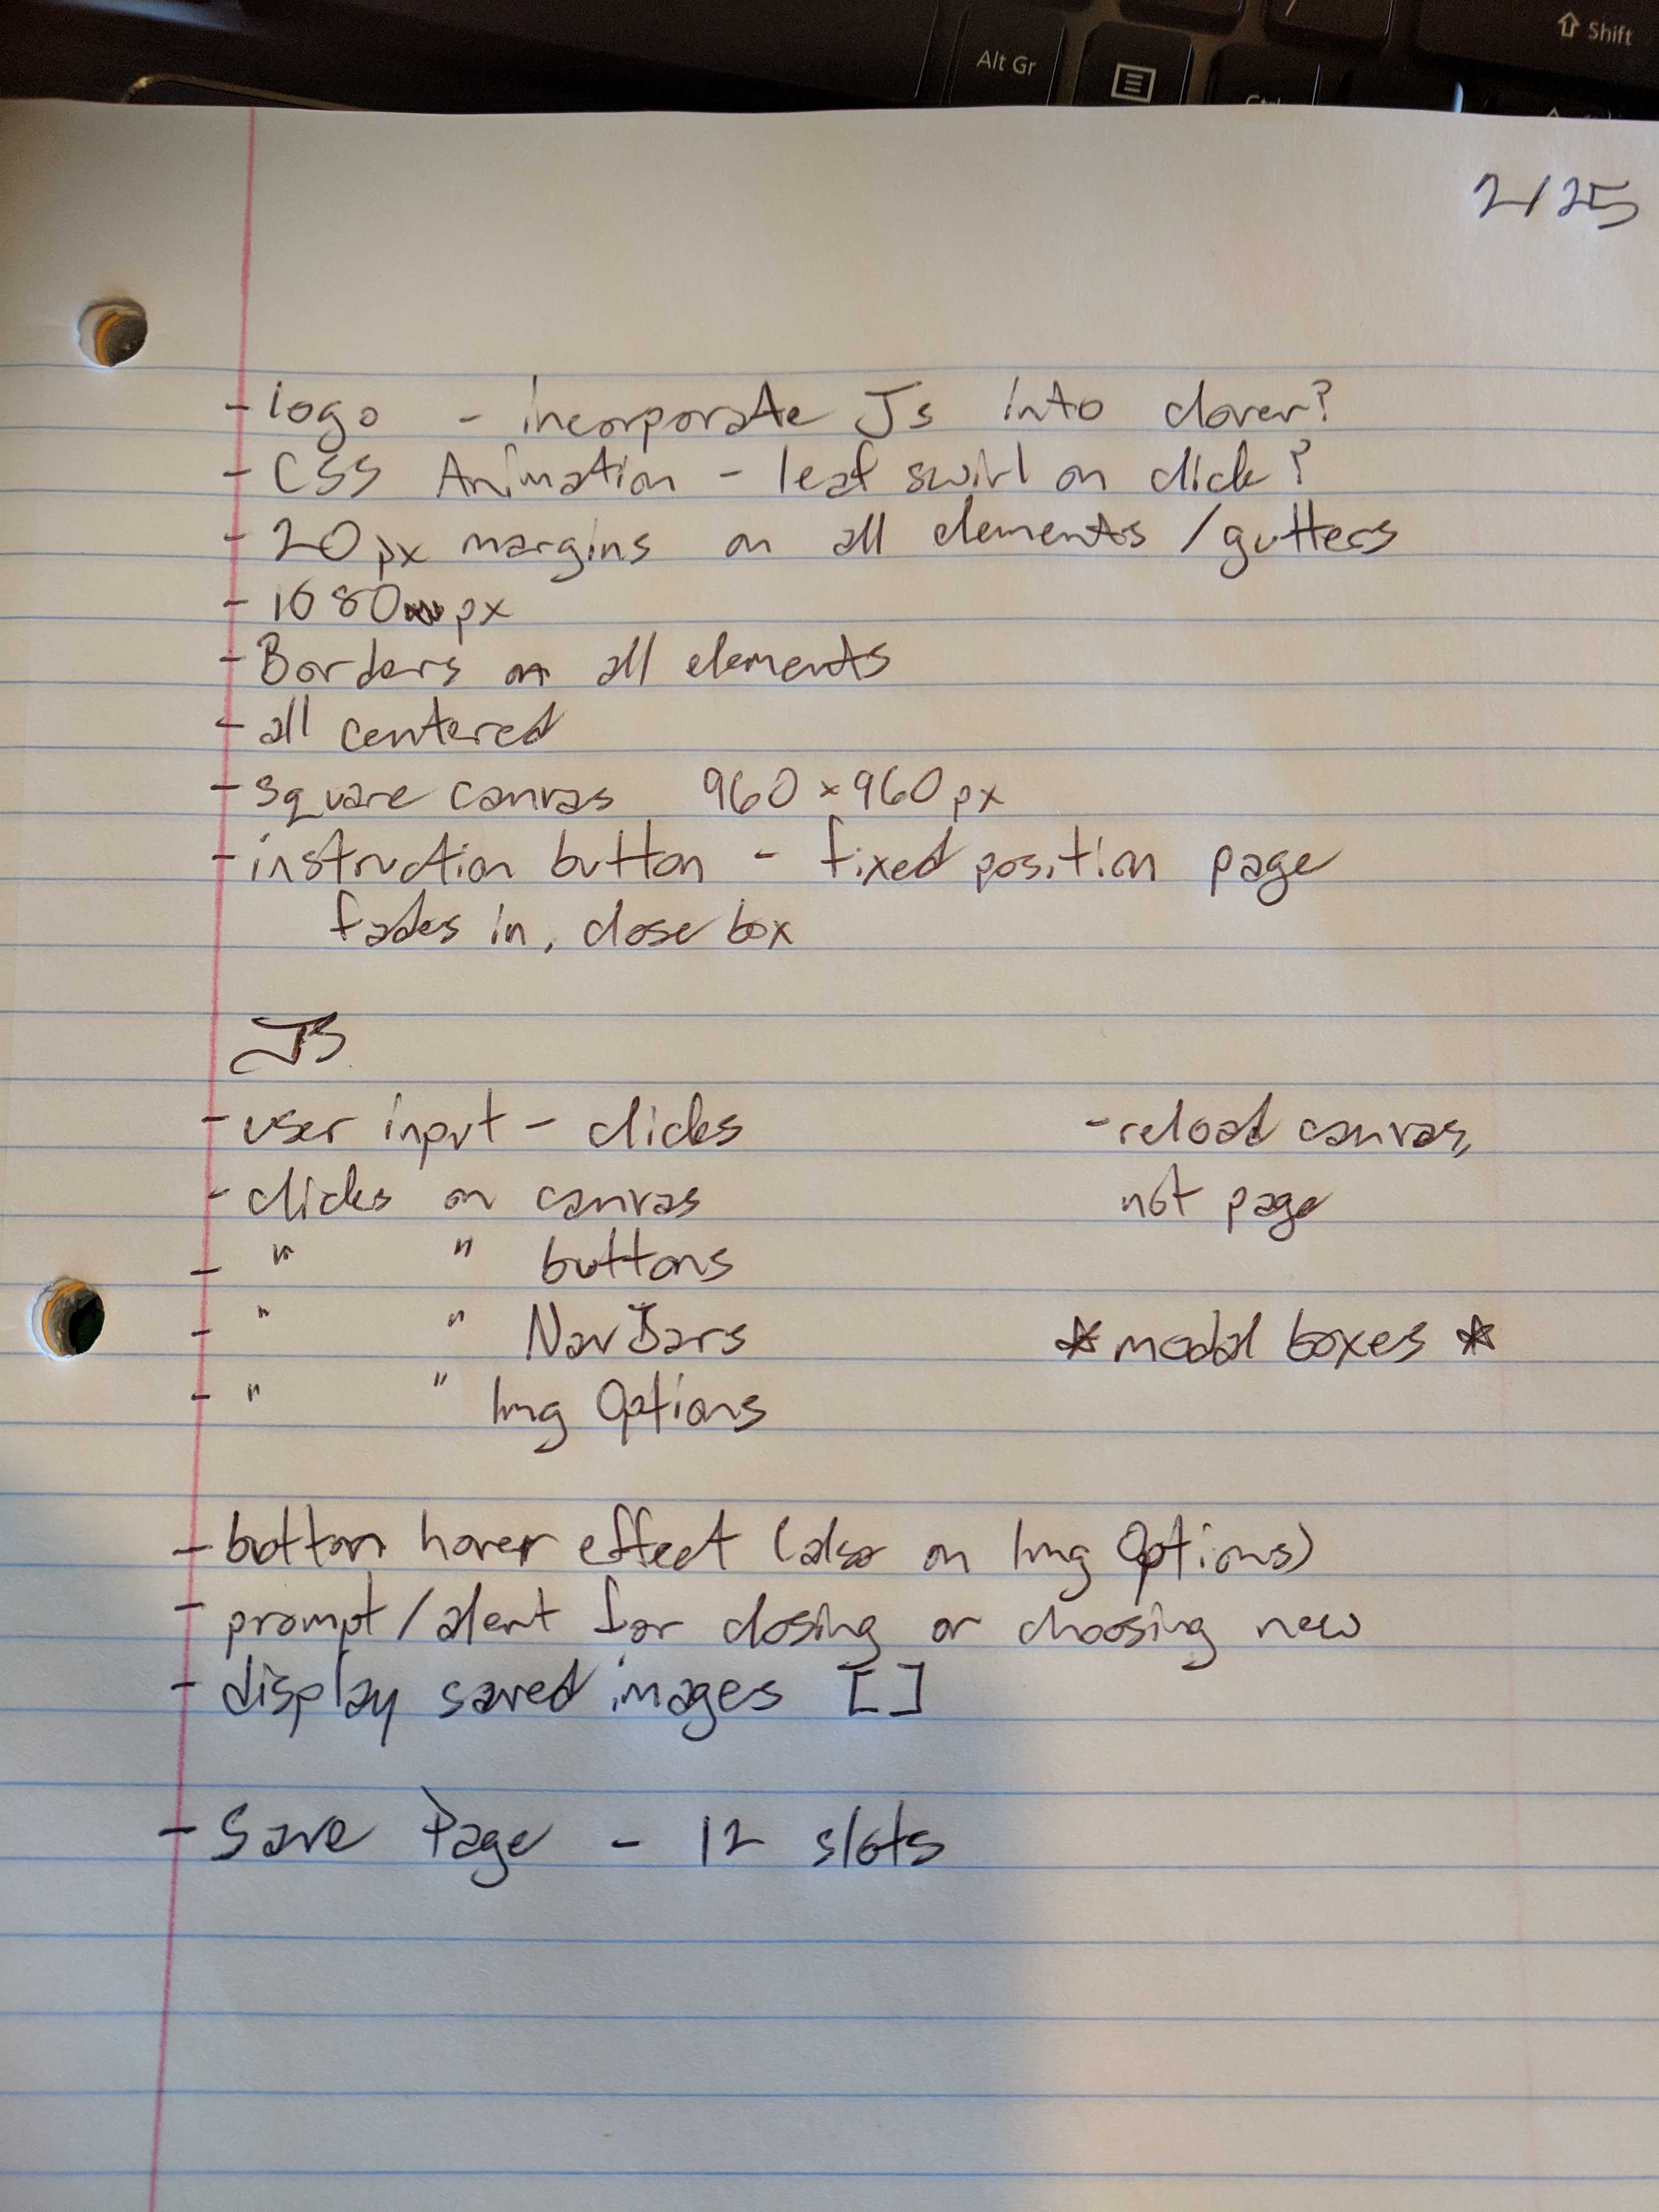 Alt Gr
Shift
2/25
- logo - incorporate Js into clover?
- CSS Animation - leaf swirl on click?
- 20px margins on all elements / gutters
- 1080 px
- Borders on all elements
- all centered
- square canvas 960 x 960 px
- instruction button - fixed position page
fades in, close box
JS
- user input - clicks
- clicks on canvas
- " " buttons
- " " NavBars
- " " Img Options
- reload canvas,
not page
* modal boxes *
- button hover effect (also on Img Options)
- prompt / alert for closing or choosing new
- display saved images []
- Save Page - 12 slots